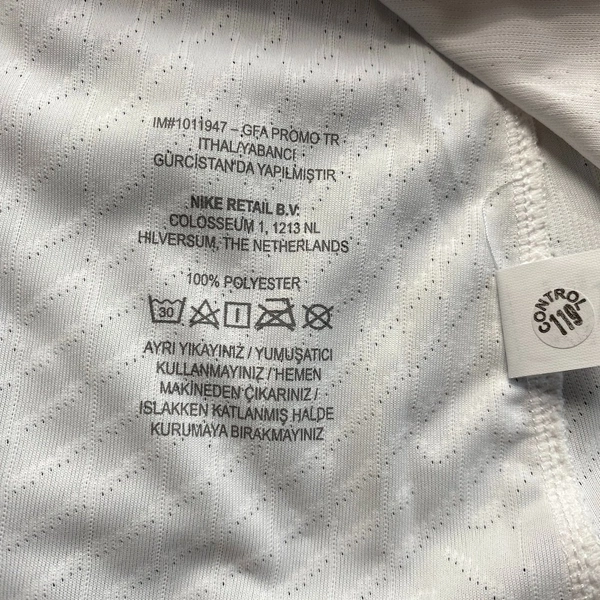 IM#1011947 – GFA PROMO TR
ITHAL/YABANCI
GÜRCİSTAN'DA YAPILMIŞTIR
NIKE RETAIL B.V:
COLOSSEUM 1, 1213 NL
HILVERSUM, THE NETHERLANDS
100% POLYESTER
30
AYRI YIKAYINIZ / YUMUŞATICI
KULLANMAYINIZ / HEMEN
MAKİNEDEN ÇIKARINIZ /
ISLAKKEN KATLANMIŞ HALDE
KURUMAYA BIRAKMAYINIZ
CONTROL
119